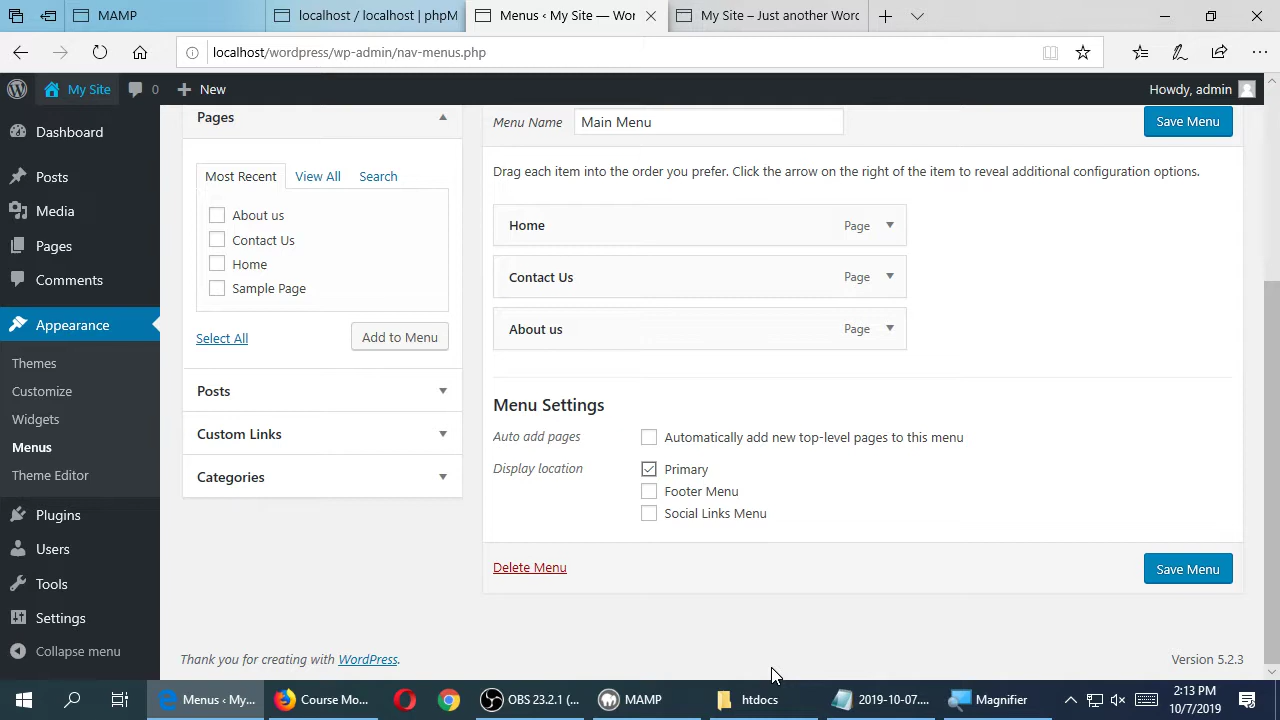 MAMP
localhost / localhost | phpM
Menus ‹ My Site — Wor
My Site – Just another Worc
localhost/wordpress/wp-admin/nav-menus.php
My Site
0
New
Howdy, admin
Dashboard
Posts
Media
Pages
Comments
Appearance
Themes
Customize
Widgets
Menus
Theme Editor
Plugins
Users
Tools
Settings
Collapse menu
Pages
Most Recent
View All
Search
About us
Contact Us
Home
Sample Page
Select All
Add to Menu
Posts
Custom Links
Categories
Menu Name
Main Menu
Save Menu
Drag each item into the order you prefer. Click the arrow on the right of the item to reveal additional configuration options.
Home Page
Contact Us Page
About us Page
Menu Settings
Auto add pages
Automatically add new top-level pages to this menu
Display location
Primary
Footer Menu
Social Links Menu
Delete Menu
Save Menu
Thank you for creating with WordPress.
Version 5.2.3
Menus ‹ My...
Course Mo...
OBS 23.2.1 (...
MAMP
htdocs
2019-10-07....
Magnifier
2:13 PM
10/7/2019